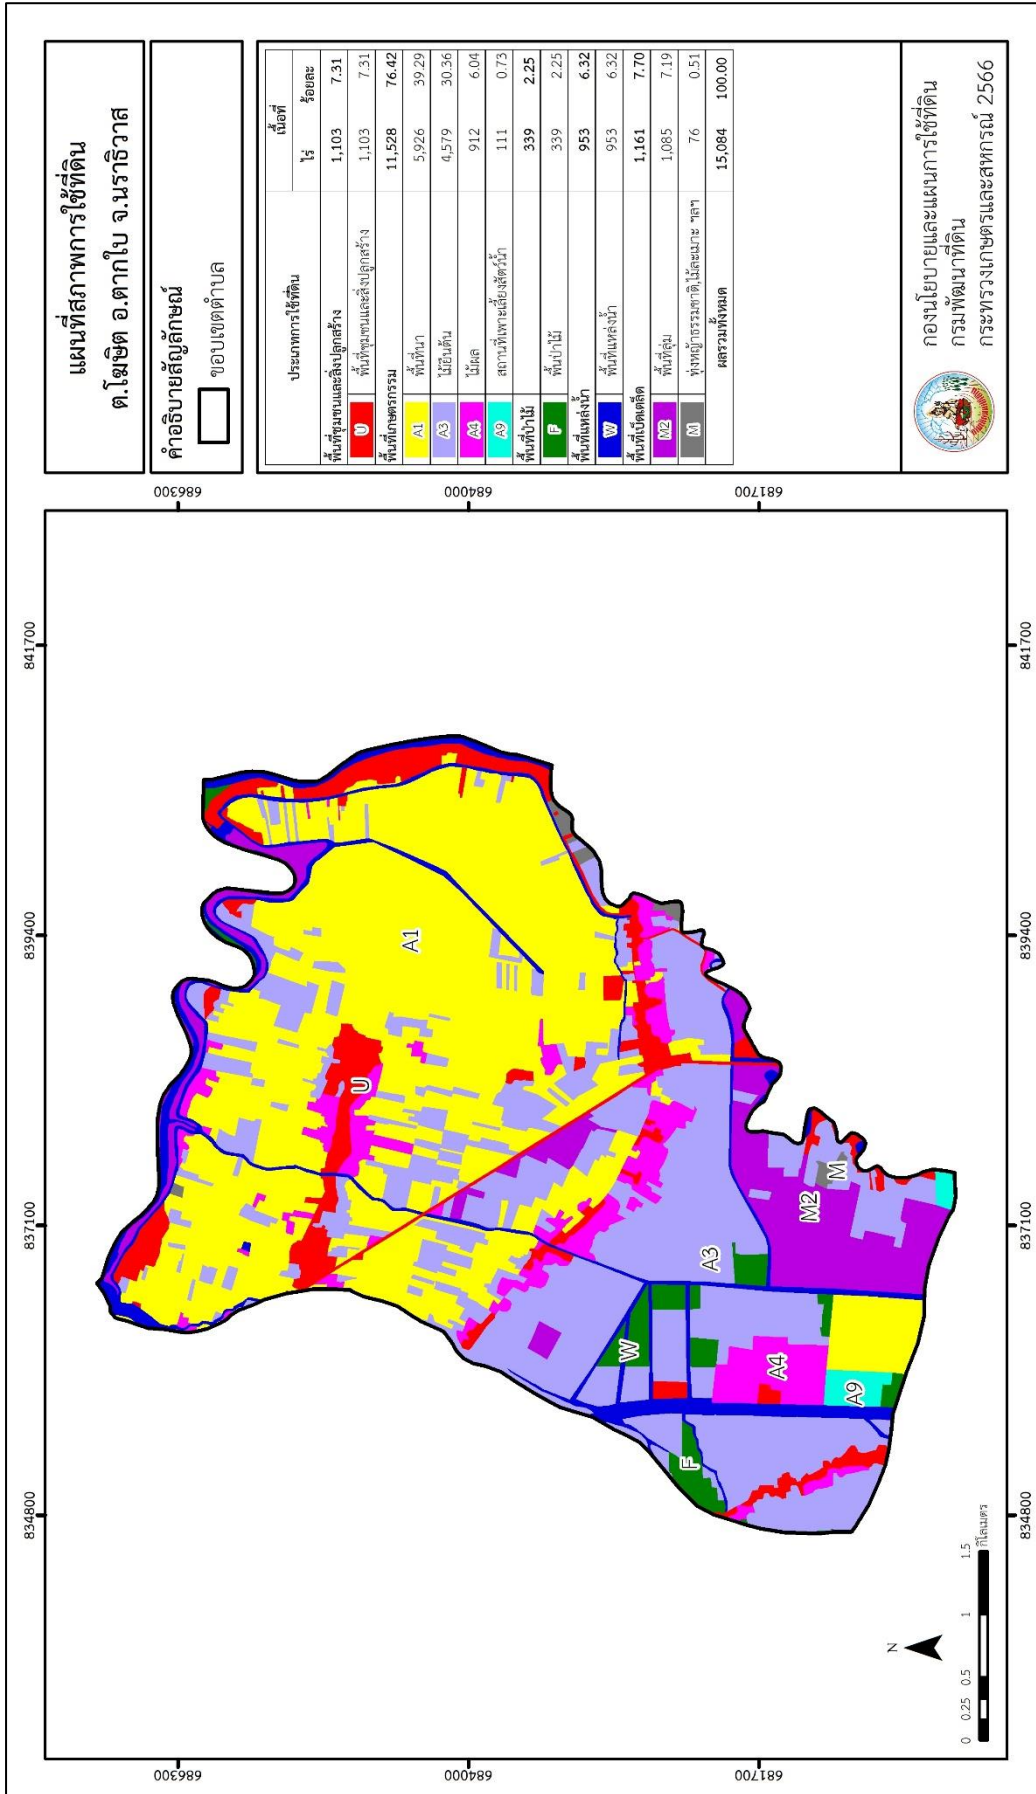 แผนที่สภาพการใช้ที่ดิน
ต.โฆษิต อ.ตากใบ จ.นราธิวาส
คำอธิบายสัญลักษณ์
ขอบเขตตำบล
ประเภทการใช้ที่ดิน เนื้อที่
ไร่ ร้อยละ
พื้นที่ชุมชนและสิ่งปลูกสร้าง 1,103 7.31
U พื้นที่ชุมชนและสิ่งปลูกสร้าง 1,103 7.31
พื้นที่เกษตรกรรม 11,528 76.42
A1 พื้นที่นา 5,926 39.29
A3 ไม้ยืนต้น 4,579 30.36
A4 ไม้ผล 912 6.04
A9 สถานที่เพาะเลี้ยงสัตว์น้ำ 111 0.73
พื้นที่ป่าไม้ 339 2.25
F พื้นป่าไม้ 339 2.25
พื้นที่แหล่งน้ำ 953 6.32
W พื้นที่แหล่งน้ำ 953 6.32
พื้นที่เบ็ดเตล็ด 1,161 7.70
M2 พื้นที่ลุ่ม 1,085 7.19
M ทุ่งหญ้าธรรมชาติ,ไม้ละเมาะ ฯลฯ 76 0.51
ผลรวมทั้งหมด 15,084 100.00
กองนโยบายและแผนการใช้ที่ดิน
กรมพัฒนาที่ดิน
กระทรวงเกษตรและสหกรณ์ 2566
834800 837100 839400 841700
686300
684000
681700
686300
684000
681700
834800 837100 839400 841700
A1
U
W
A3
F
A4
A9
M2
M
N
0 0.25 0.5 1 1.5
กิโลเมตร